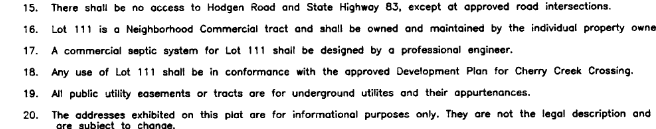 15. There shall be no access to Hodgen Road and State Highway 83, except at approved road intersections.
16. Lot 111 is a Neighborhood Commercial tract and shall be owned and maintained by the individual property owne
17. A commercial septic system for Lot 111 shall be designed by a professional engineer.
18. Any use of Lot 111 shall be in conformance with the approved Development Plan for Cherry Creek Crossing.
19. All public utility easements or tracts are for underground utilites and their appurtenances.
20. The addresses exhibited on this plat are for informational purposes only. They are not the legal description and
are subject to change.